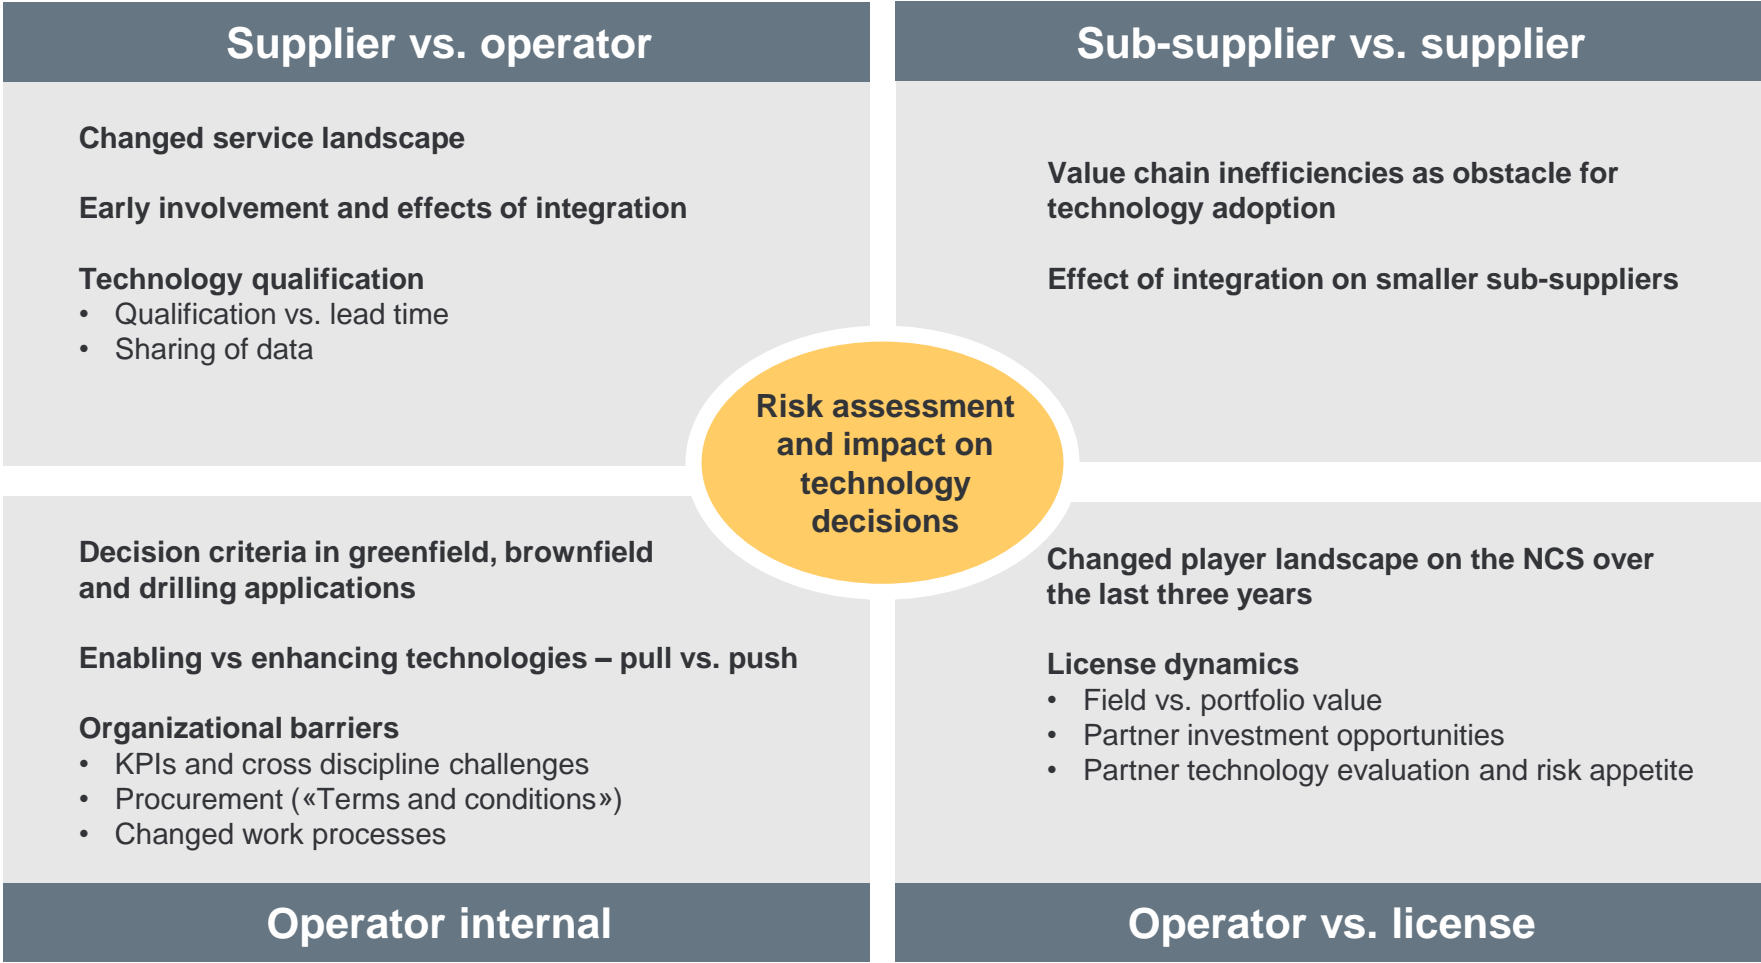 Supplier vs. operator
Changed service landscape
Early involvement and effects of integration
Technology qualification
• Qualification vs. lead time
• Sharing of data
Sub-supplier vs. supplier
Value chain inefficiencies as obstacle for
technology adoption
Effect of integration on smaller sub-suppliers
Risk assessment
and impact on
technology
decisions
Decision criteria in greenfield, brownfield
and drilling applications
Enabling vs enhancing technologies – pull vs. push
Organizational barriers
• KPIs and cross discipline challenges
• Procurement («Terms and conditions»)
• Changed work processes
Operator internal
Changed player landscape on the NCS over
the last three years
License dynamics
• Field vs. portfolio value
• Partner investment opportunities
• Partner technology evaluation and risk appetite
Operator vs. license